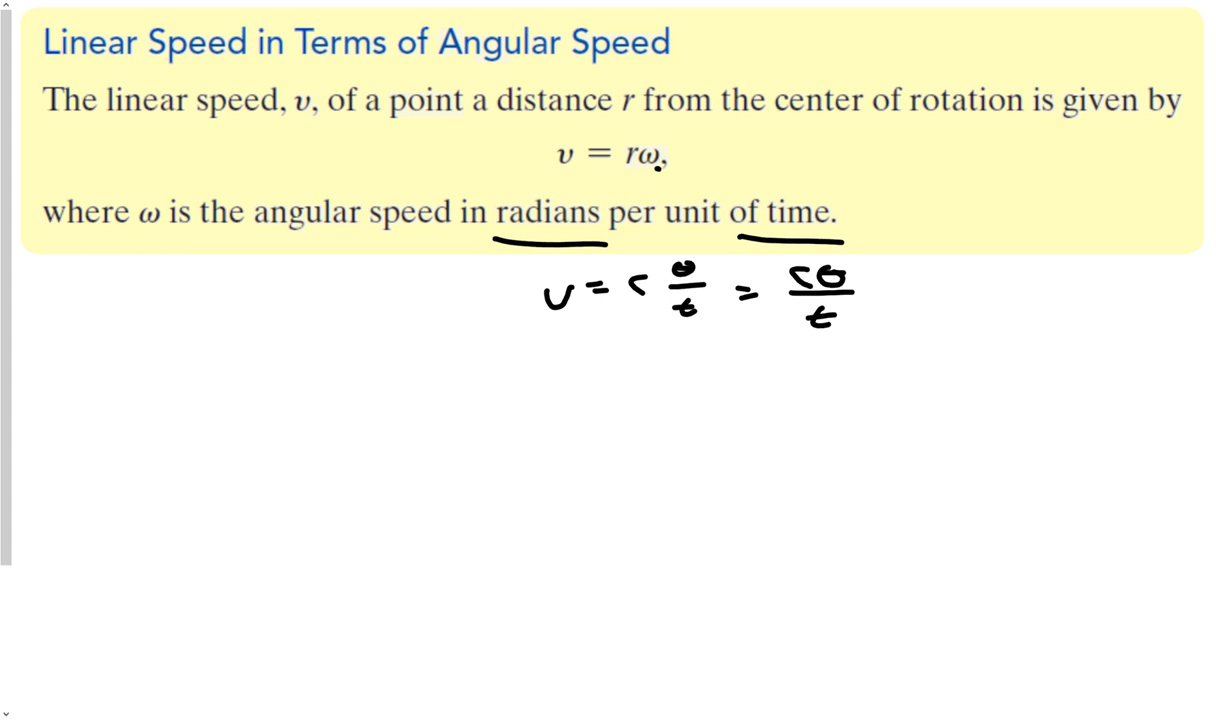 Linear Speed in Terms of Angular Speed
The linear speed, υ, of a point a distance r from the center of rotation is given by
υ = rω,
where ω is the angular speed in radians per unit of time.
v = r θ/t = rθ/t